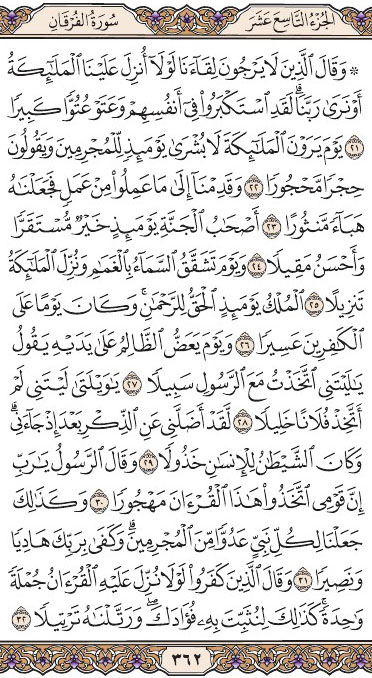 الجزء التاسع عشر سورة الفرقان
۞ وَقَالَ ٱلَّذِينَ لَا يَرْجُونَ لِقَآءَنَا لَوْلَآ أُنزِلَ عَلَيْنَا ٱلْمَلَٰٓئِكَةُ
أَوْ نَرَىٰ رَبَّنَا ۗ لَقَدِ ٱسْتَكْبَرُوا۟ فِىٓ أَنفُسِهِمْ وَعَتَوْ عُتُوًّا كَبِيرًا
٢١ يَوْمَ يَرَوْنَ ٱلْمَلَٰٓئِكَةَ لَا بُشْرَىٰ يَوْمَئِذٍ لِّلْمُجْرِمِينَ وَيَقُولُونَ
حِجْرًا مَّحْجُورًا ٢٢ وَقَدِمْنَآ إِلَىٰ مَا عَمِلُوا۟ مِنْ عَمَلٍ فَجَعَلْنَٰهُ
هَبَآءً مَّنثُورًا ٢٣ أَصْحَٰبُ ٱلْجَنَّةِ يَوْمَئِذٍ خَيْرٌ مُّسْتَقَرًّا
وَأَحْسَنُ مَقِيلًا ٢٤ وَيَوْمَ تَشَقَّقُ ٱلسَّمَآءُ بِٱلْغَمَٰمِ وَنُزِّلَ ٱلْمَلَٰٓئِكَةُ
تَنزِيلًا ٢٥ ٱلْمُلْكُ يَوْمَئِذٍ ٱلْحَقُّ لِلرَّحْمَٰنِ ۚ وَكَانَ يَوْمًا عَلَى
ٱلْكَٰفِرِينَ عَسِيرًا ٢٦ وَيَوْمَ يَعَضُّ ٱلظَّالِمُ عَلَىٰ يَدَيْهِ يَقُولُ
يَٰلَيْتَنِى ٱتَّخَذْتُ مَعَ ٱلرَّسُولِ سَبِيلًا ٢٧ يَٰوَيْلَتَىٰ لَيْتَنِى لَمْ
أَتَّخِذْ فُلَانًا خَلِيلًا ٢٨ لَّقَدْ أَضَلَّنِى عَنِ ٱلذِّكْرِ بَعْدَ إِذْ جَآءَنِى ۗ
وَكَانَ ٱلشَّيْطَٰنُ لِلْإِنسَٰنِ خَذُولًا ٢٩ وَقَالَ ٱلرَّسُولُ يَٰرَبِّ
إِنَّ قَوْمِى ٱتَّخَذُوا۟ هَٰذَا ٱلْقُرْءَانَ مَهْجُورًا ٣٠ وَكَذَٰلِكَ
جَعَلْنَا لِكُلِّ نَبِىٍّ عَدُوًّا مِّنَ ٱلْمُجْرِمِينَ ۗ وَكَفَىٰ بِرَبِّكَ هَادِيًا
وَنَصِيرًا ٣١ وَقَالَ ٱلَّذِينَ كَفَرُوا۟ لَوْلَا نُزِّلَ عَلَيْهِ ٱلْقُرْءَانُ جُمْلَةً
وَٰحِدَةً ۚ كَذَٰلِكَ لِنُثَبِّتَ بِهِۦ فُؤَادَكَ ۖ وَرَتَّلْنَٰهُ تَرْتِيلًا ٣٢
٣٦٢